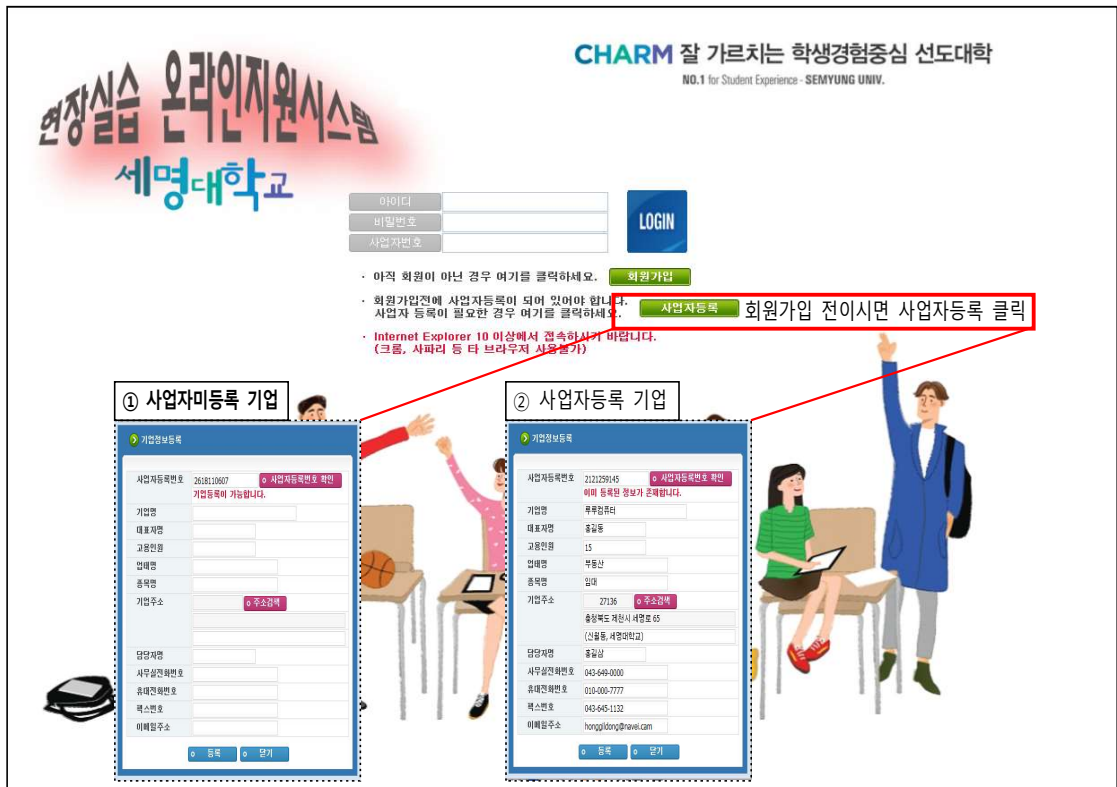 현장실습 온라인지원시스템
세명대학교
CHARM 잘 가르치는 학생경험중심 선도대학
NO.1 for Student Experience - SEMYUNG UNIV.
아이디
비밀번호
사업자번호
LOGIN
· 아직 회원이 아닌 경우 여기를 클릭하세요. 회원가입
· 회원가입전에 사업자등록이 되어 있어야 합니다.
사업자 등록이 필요한 경우 여기를 클릭하세요. 사업자등록 회원가입 전이시면 사업자등록 클릭
· Internet Explorer 10 이상에서 접속하시기 바랍니다.
(크롬, 사파리 등 타 브라우저 사용불가)
① 사업자미등록 기업
기업정보등록
사업자등록번호 2618110607 사업자등록번호 확인
기업등록이 가능합니다.
기업명
대표자명
고용인원
업태명
종목명
기업주소 주소검색
담당자명
사무실전화번호
휴대전화번호
팩스번호
이메일주소
등록 닫기
② 사업자등록 기업
기업정보등록
사업자등록번호 2121259145 사업자등록번호 확인
이미 등록된 정보가 존재합니다.
기업명 루루컴퓨터
대표자명 홍길동
고용인원 15
업태명 부동산
종목명 임대
기업주소 27136 주소검색
충청북도 제천시 세명로 65
(신월동, 세명대학교)
담당자명 홍길삼
사무실전화번호 043-649-0000
휴대전화번호 010-000-7777
팩스번호 043-645-1132
이메일주소 honggildong@navei.cam
등록 닫기